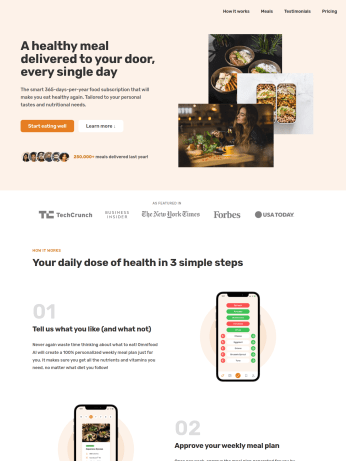 How it works Meals Testimonials Pricing
A healthy meal
delivered to your door,
every single day
The smart 365-days-per-year food subscription that will
make you eat healthy again. Tailored to your personal
tastes and nutritional needs.
Start eating well Learn more ↓
250,000+ meals delivered last year!
AS FEATURED IN
TechCrunch
BUSINESS
INSIDER
The New York Times
Forbes
USA TODAY
HOW IT WORKS
Your daily dose of health in 3 simple steps
01
Tell us what you like (and what not)
Never again waste time thinking about what to eat! Omnifood
AI will create a 100% personalized weekly meal plan just for
you. It makes sure you get all the nutrients and vitamins you
need, no matter what diet you follow!
02
Approve your weekly meal plan